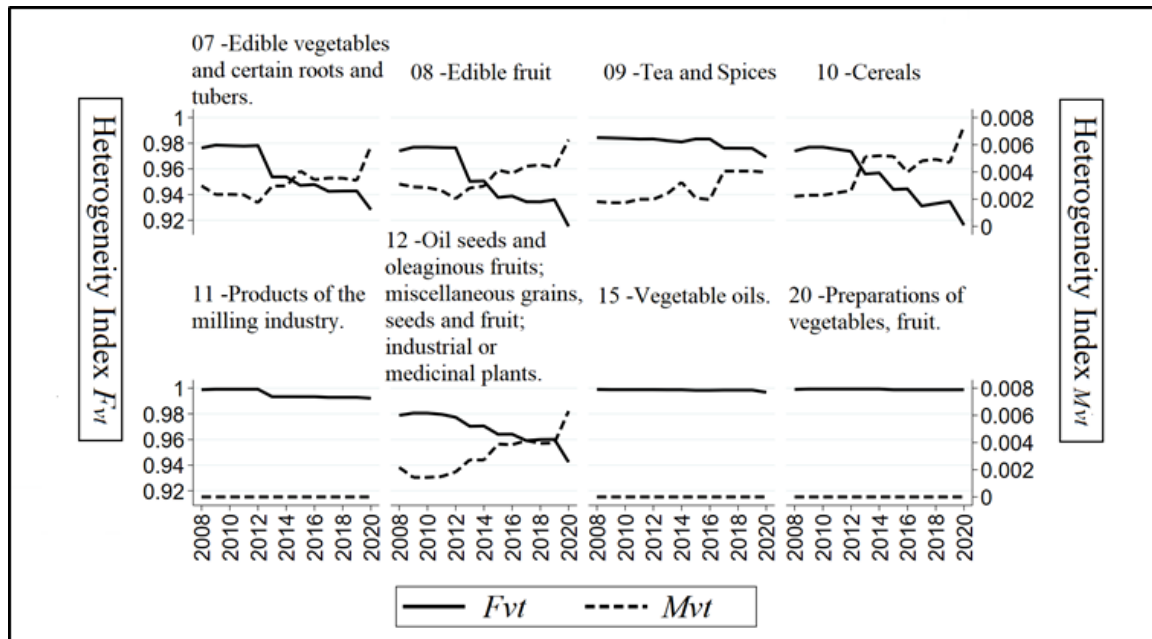 07 -Edible vegetables
and certain roots and
tubers.
08 -Edible fruit
09 -Tea and Spices
10 -Cereals
Heterogeneity Index Fvt
1
0.98
0.96
0.94
0.92
0.008
0.006
0.004
0.002
0
Heterogeneity Index Mvt
11 -Products of the
milling industry.
12 -Oil seeds and
oleaginous fruits;
miscellaneous grains,
seeds and fruit;
industrial or
medicinal plants.
15 -Vegetable oils.
20 -Preparations of
vegetables, fruit.
1
0.98
0.96
0.94
0.92
0.008
0.006
0.004
0.002
0
2008 2010 2012 2014 2016 2018 2020
2008 2010 2012 2014 2016 2018 2020
2008 2010 2012 2014 2016 2018 2020
2008 2010 2012 2014 2016 2018 2020
Fvt Mvt